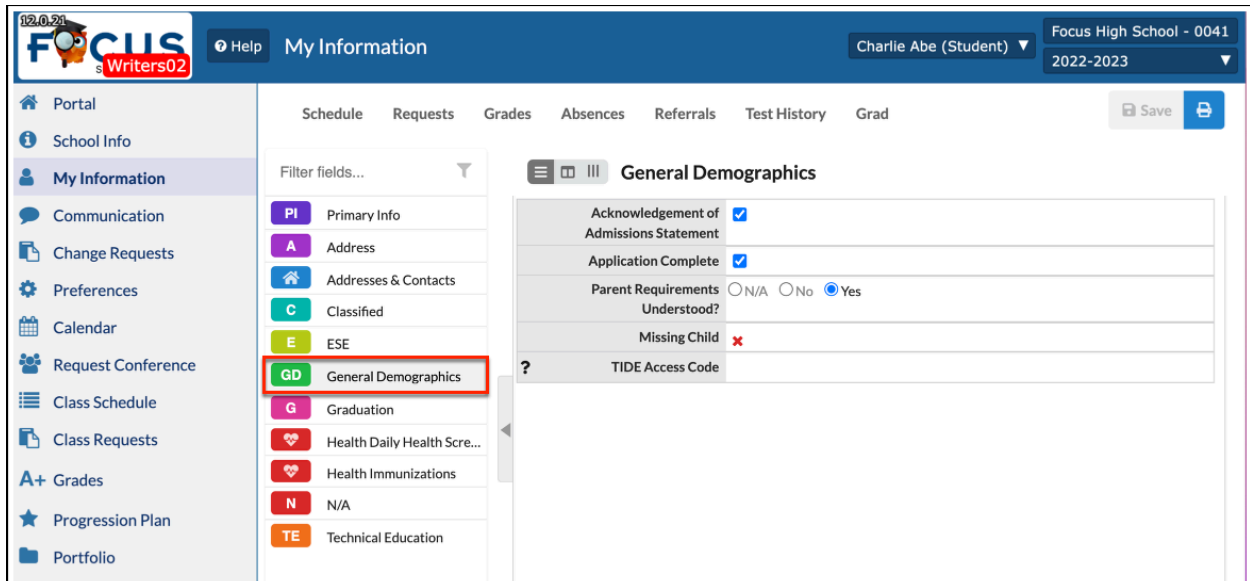 12.0.21
FOCUS
S
Writers02
Help
My Information
Charlie Abe (Student) ▼
Focus High School - 0041
2022-2023 ▼
Portal
School Info
My Information
Communication
Change Requests
Preferences
Calendar
Request Conference
Class Schedule
Class Requests
A+ Grades
Progression Plan
Portfolio
Schedule Requests Grades Absences Referrals Test History Grad
Save
Filter fields...
PI Primary Info
A Address
Addresses & Contacts
C Classified
E ESE
GD General Demographics
G Graduation
Health Daily Health Scre...
Health Immunizations
N N/A
TE Technical Education
General Demographics
Acknowledgement of
Admissions Statement
Application Complete
Parent Requirements
Understood?
N/A No Yes
Missing Child
? TIDE Access Code